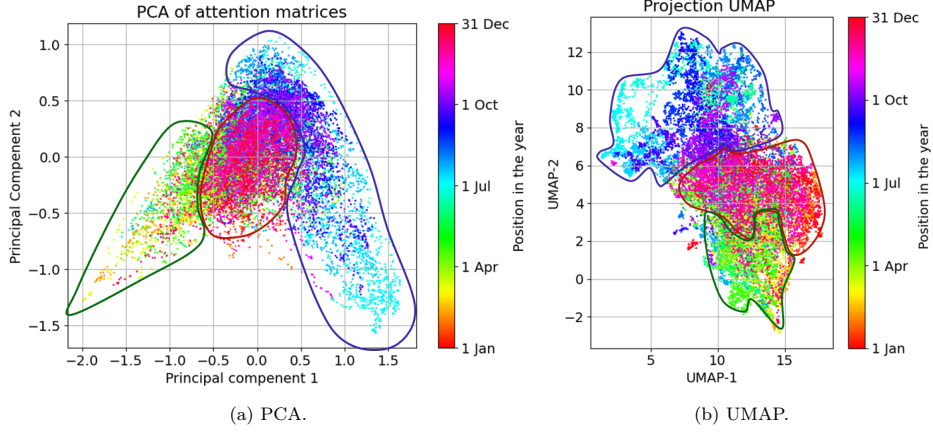 PCA of attention matrices
1.0
0.5
0.0
−0.5
−1.0
−1.5
Principal Compenent 2
−2.0 −1.5 −1.0 −0.5 0.0 0.5 1.0 1.5
Principal compenent 1
31 Dec
1 Oct
1 Jul
1 Apr
1 Jan
Position in the year
(a) PCA.
Projection UMAP
12
10
8
6
4
2
0
−2
UMAP-2
5 10 15
UMAP-1
31 Dec
1 Oct
1 Jul
1 Apr
1 Jan
Position in the year
(b) UMAP.